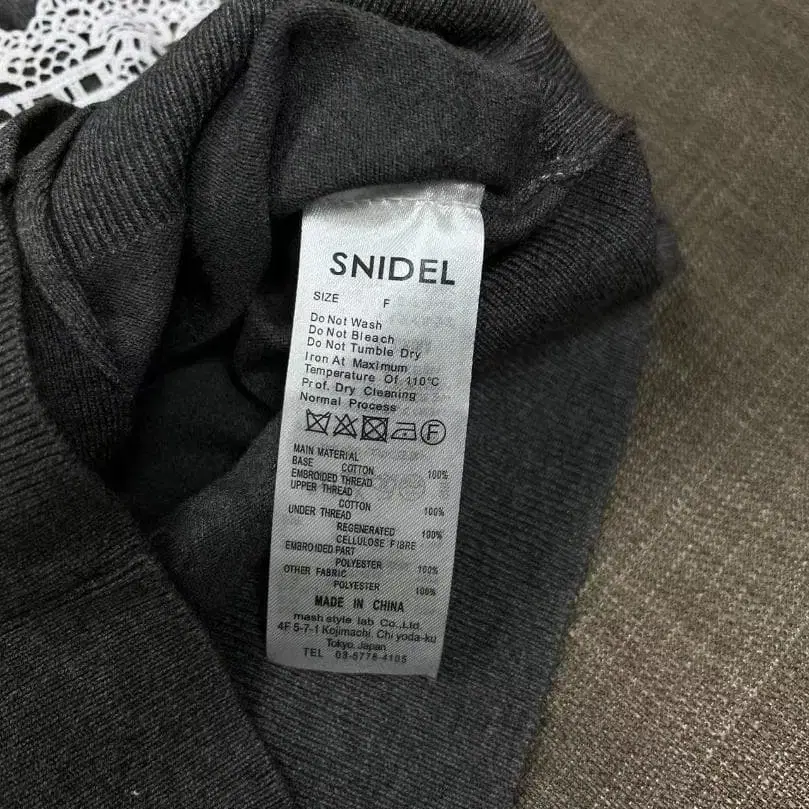 SNIDEL
SIZE F
Do Not Wash
Do Not Bleach
Do Not Tumble Dry
Iron At Maximum
Temperature Of 110°C
Prof. Dry Cleaning
Normal Process
F
MAIN MATERIAL
BASE COTTON 100%
EMBROIDED THREAD
UPPER THREAD
COTTON 100%
UNDER THREAD
REGENERATED 100%
CELLULOSE FIBRE
EMBROIDED PART
POLYESTER 100%
OTHER FABRIC
POLYESTER 100%
MADE IN CHINA
mash style lab Co.,Ltd.
4F 5-7-1 Kojimachi, Chiyoda-ku
Tokyo, Japan
TEL 03-5778-4105